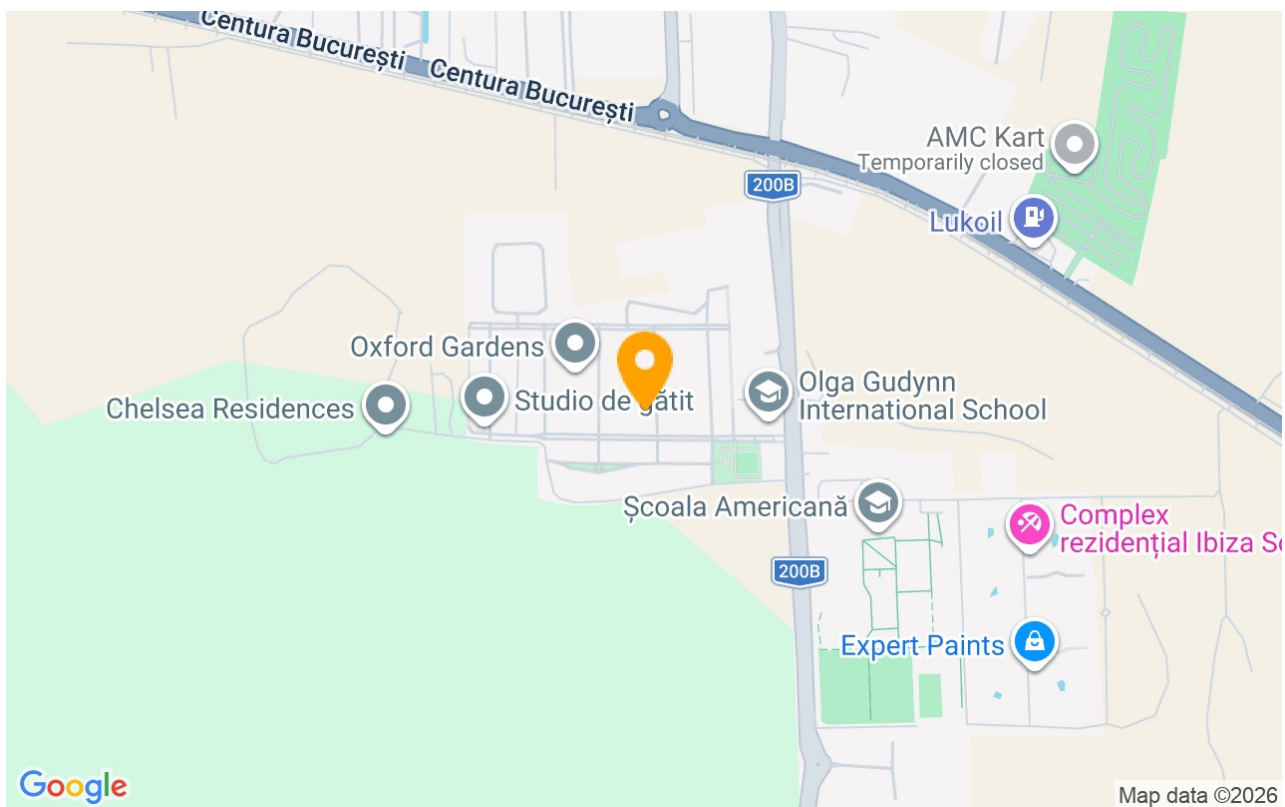 Centura București
Centura București
AMC Kart
Temporarily closed
200B
Lukoil
Oxford Gardens
Olga Gudynn
International School
Chelsea Residences
Studio de gătit
Școala Americană
Complex
rezidențial Ibiza So
200B
Expert Paints
Google
Map data ©2026